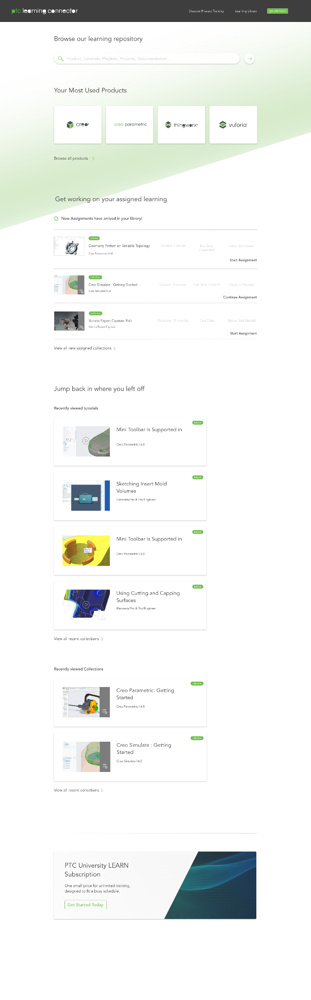 ptc learning connector
Discover Product Training
Learning Library
go premium
Browse our learning repository
Product, Tutorials, Playlists, Projects, Documentation...
Your Most Used Products
creo
creo parametric
thingworx
vuforia
Browse all products
Get working on your assigned learning
New Assignments have arrived in your library!
tutorial
Geometry Pattern on Variable Topology
Creo Parametric | 6.0
Duration: 1 minute
Due Date:
Unspecified
Status: Not Started
Start Assignment
collection
Creo Simulate : Getting Started
Creo Simulate | 6.0
Duration: 8 minutes
Due Date: 11/02/19
Status: In Progress
Continue Assignment
collection
Vuforia Expert Capture: Edit
Vuforia Expert Capture
Duration: 15 minutes
Due Date
Status: Not Started
Start Assignment
View all new assigned collections
Jump back in where you left off
Recently viewed tutorials
tutorial
Mini Toolbar Is Supported in
Creo Parametric | 6.0
tutorial
Sketching Insert Mold
Volumes
Elements/Pro & Pro/Engineer
tutorial
Mini Toolbar Is Supported in
Creo Parametric | 6.0
tutorial
Using Cutting and Capping
Surfaces
Elements/Pro & Pro/Engineer
View all recent collections
Recently viewed Collections
collection
Creo Parametric: Getting
Started
Creo Parametric | 6.0
collection
Creo Simulate : Getting
Started
Creo Simulate | 6.0
View all recent collections
PTC University LEARN
Subscription
One small price for unlimited training,
designed to fit a busy schedule.
Get Started Today